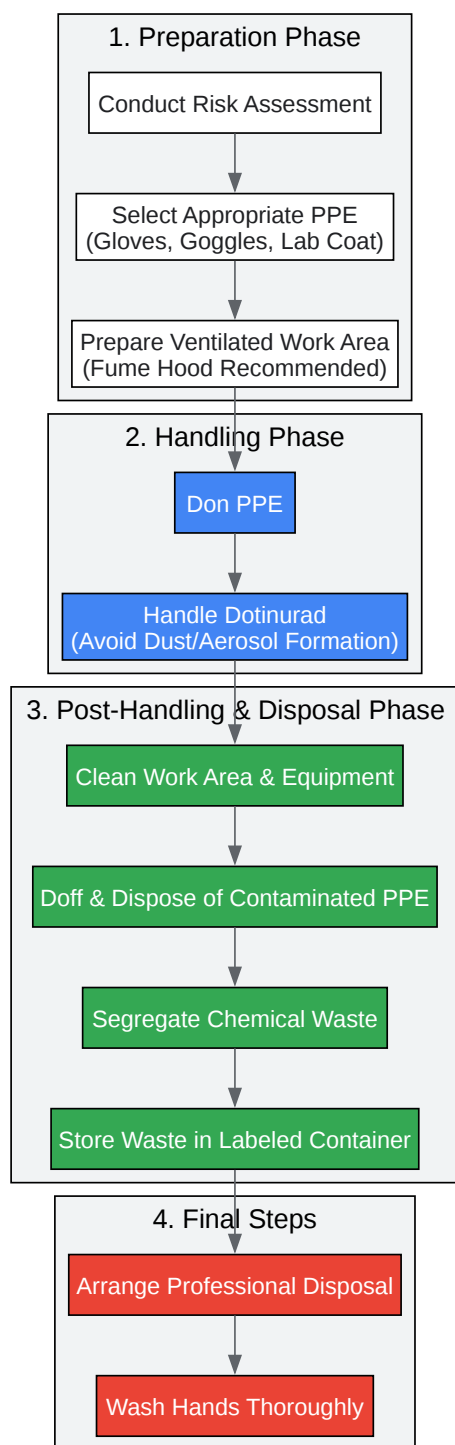 1. Preparation Phase
Conduct Risk Assessment
Select Appropriate PPE
(Gloves, Goggles, Lab Coat)
Prepare Ventilated Work Area
(Fume Hood Recommended)
2. Handling Phase
Don PPE
Handle Dotinurad
(Avoid Dust/Aerosol Formation)
3. Post-Handling & Disposal Phase
Clean Work Area & Equipment
Doff & Dispose of Contaminated PPE
Segregate Chemical Waste
Store Waste in Labeled Container
4. Final Steps
Arrange Professional Disposal
Wash Hands Thoroughly